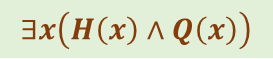 ∃x(H(x) ∧ Q(x))